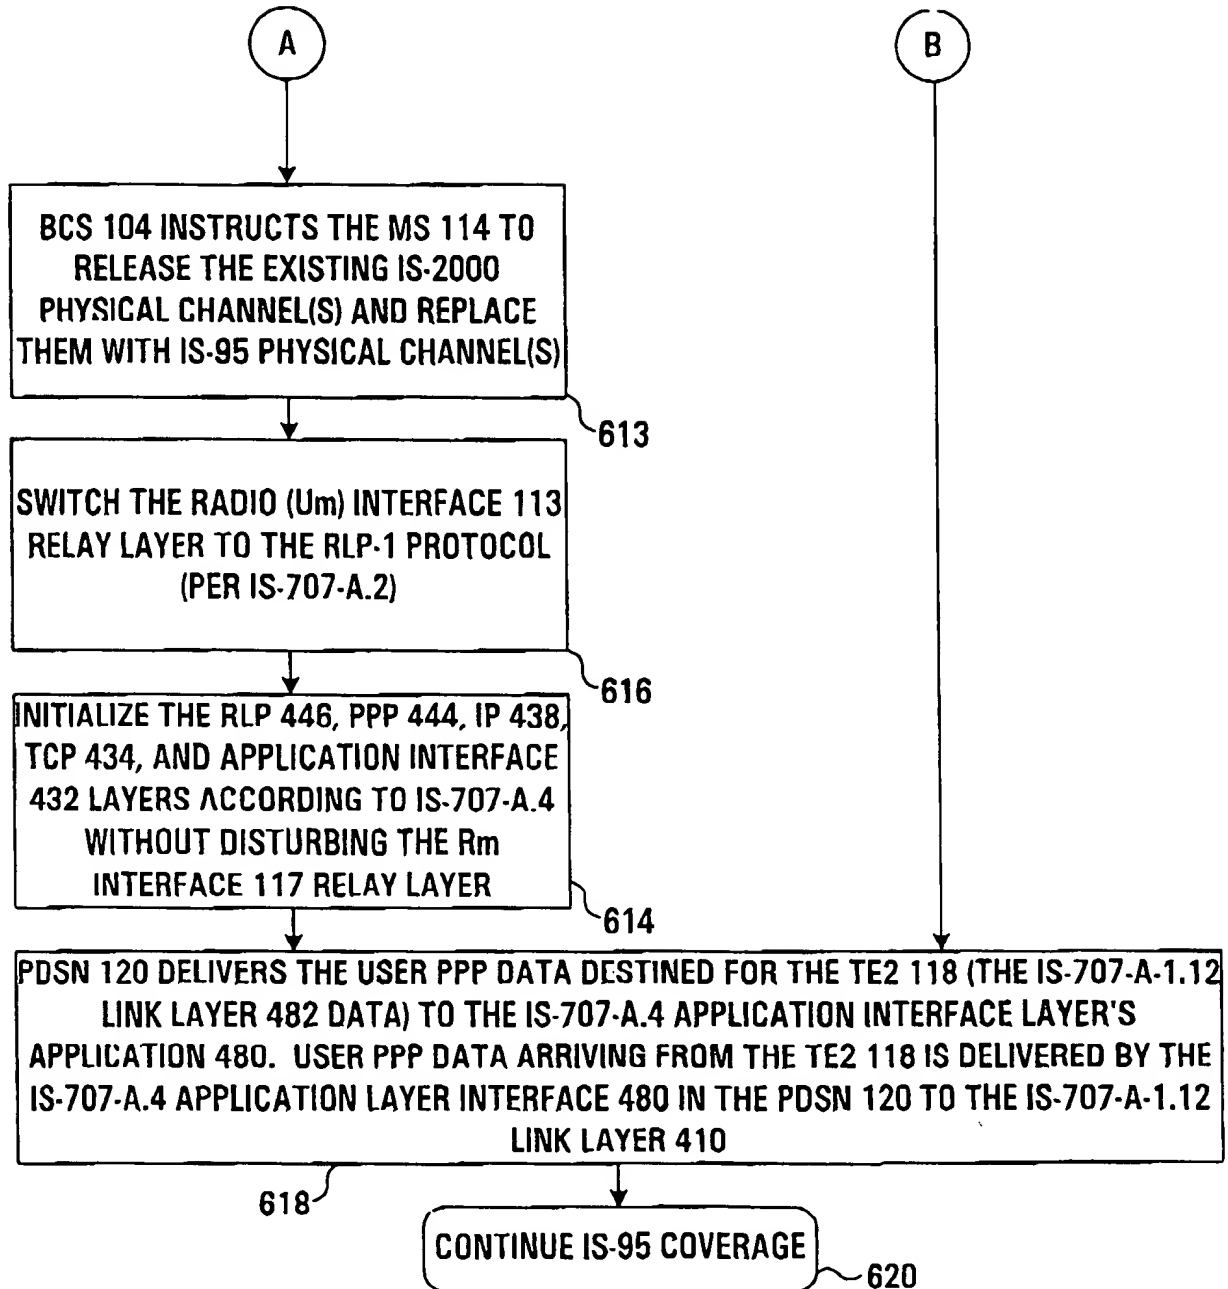 A
B
BCS 104 INSTRUCTS THE MS 114 TO
RELEASE THE EXISTING IS-2000
PHYSICAL CHANNEL(S) AND REPLACE
THEM WITH IS-95 PHYSICAL CHANNEL(S)
613
SWITCH THE RADIO (Um) INTERFACE 113
RELAY LAYER TO THE RLP-1 PROTOCOL
(PER IS-707-A.2)
616
INITIALIZE THE RLP 446, PPP 444, IP 438,
TCP 434, AND APPLICATION INTERFACE
432 LAYERS ACCORDING TO IS-707-A.4
WITHOUT DISTURBING THE Rm
INTERFACE 117 RELAY LAYER
614
PDSN 120 DELIVERS THE USER PPP DATA DESTINED FOR THE TE2 118 (THE IS-707-A-1.12
LINK LAYER 482 DATA) TO THE IS-707-A.4 APPLICATION INTERFACE LAYER'S
APPLICATION 480. USER PPP DATA ARRIVING FROM THE TE2 118 IS DELIVERED BY THE
IS-707-A.4 APPLICATION LAYER INTERFACE 480 IN THE PDSN 120 TO THE IS-707-A-1.12
LINK LAYER 410
618
CONTINUE IS-95 COVERAGE
620